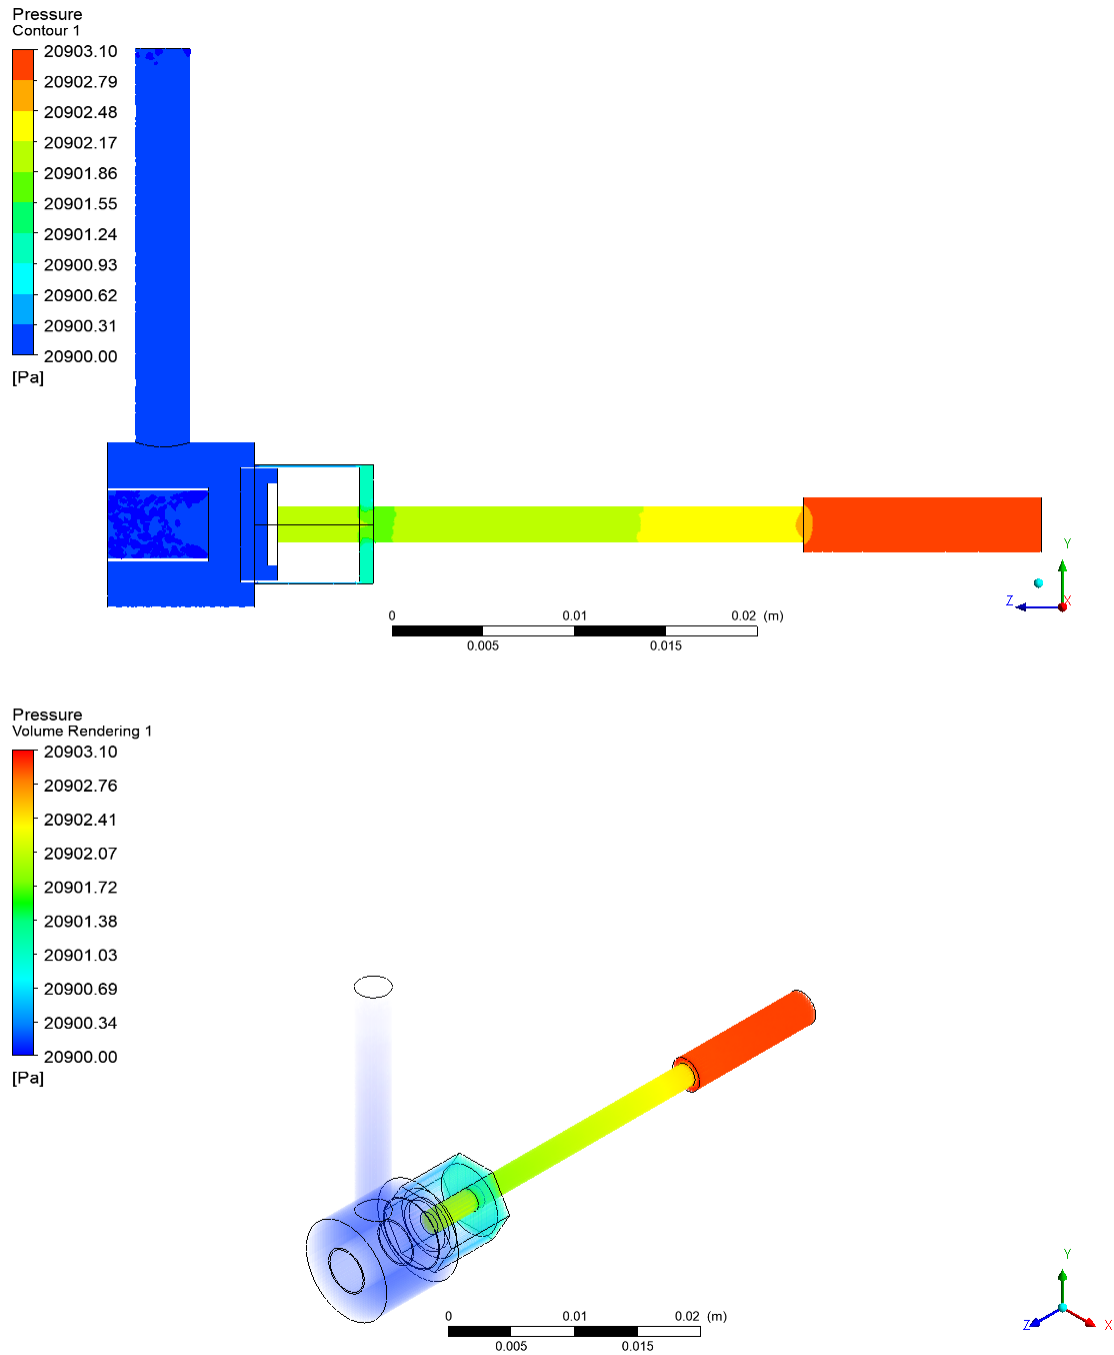 Pressure
Contour 1
20903.10
20902.79
20902.48
20902.17
20901.86
20901.55
20901.24
20900.93
20900.62
20900.31
20900.00
[Pa]
Y
Z X
0 0.01 0.02 (m)
0.005 0.015
Pressure
Volume Rendering 1
20903.10
20902.76
20902.41
20902.07
20901.72
20901.38
20901.03
20900.69
20900.34
20900.00
[Pa]
Y
Z X
0 0.01 0.02 (m)
0.005 0.015